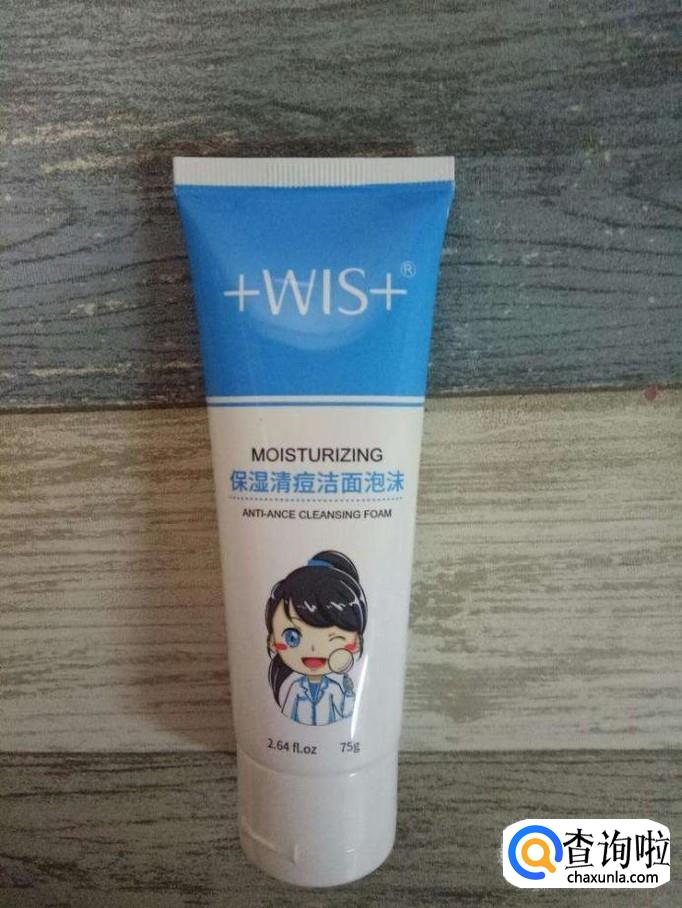 +WIS+®
MOISTURIZING
保湿清痘洁面泡沫
ANTI-ANCE CLEANSING FOAM
2.64 fl.oz 75g
查询啦
chaxunla.com